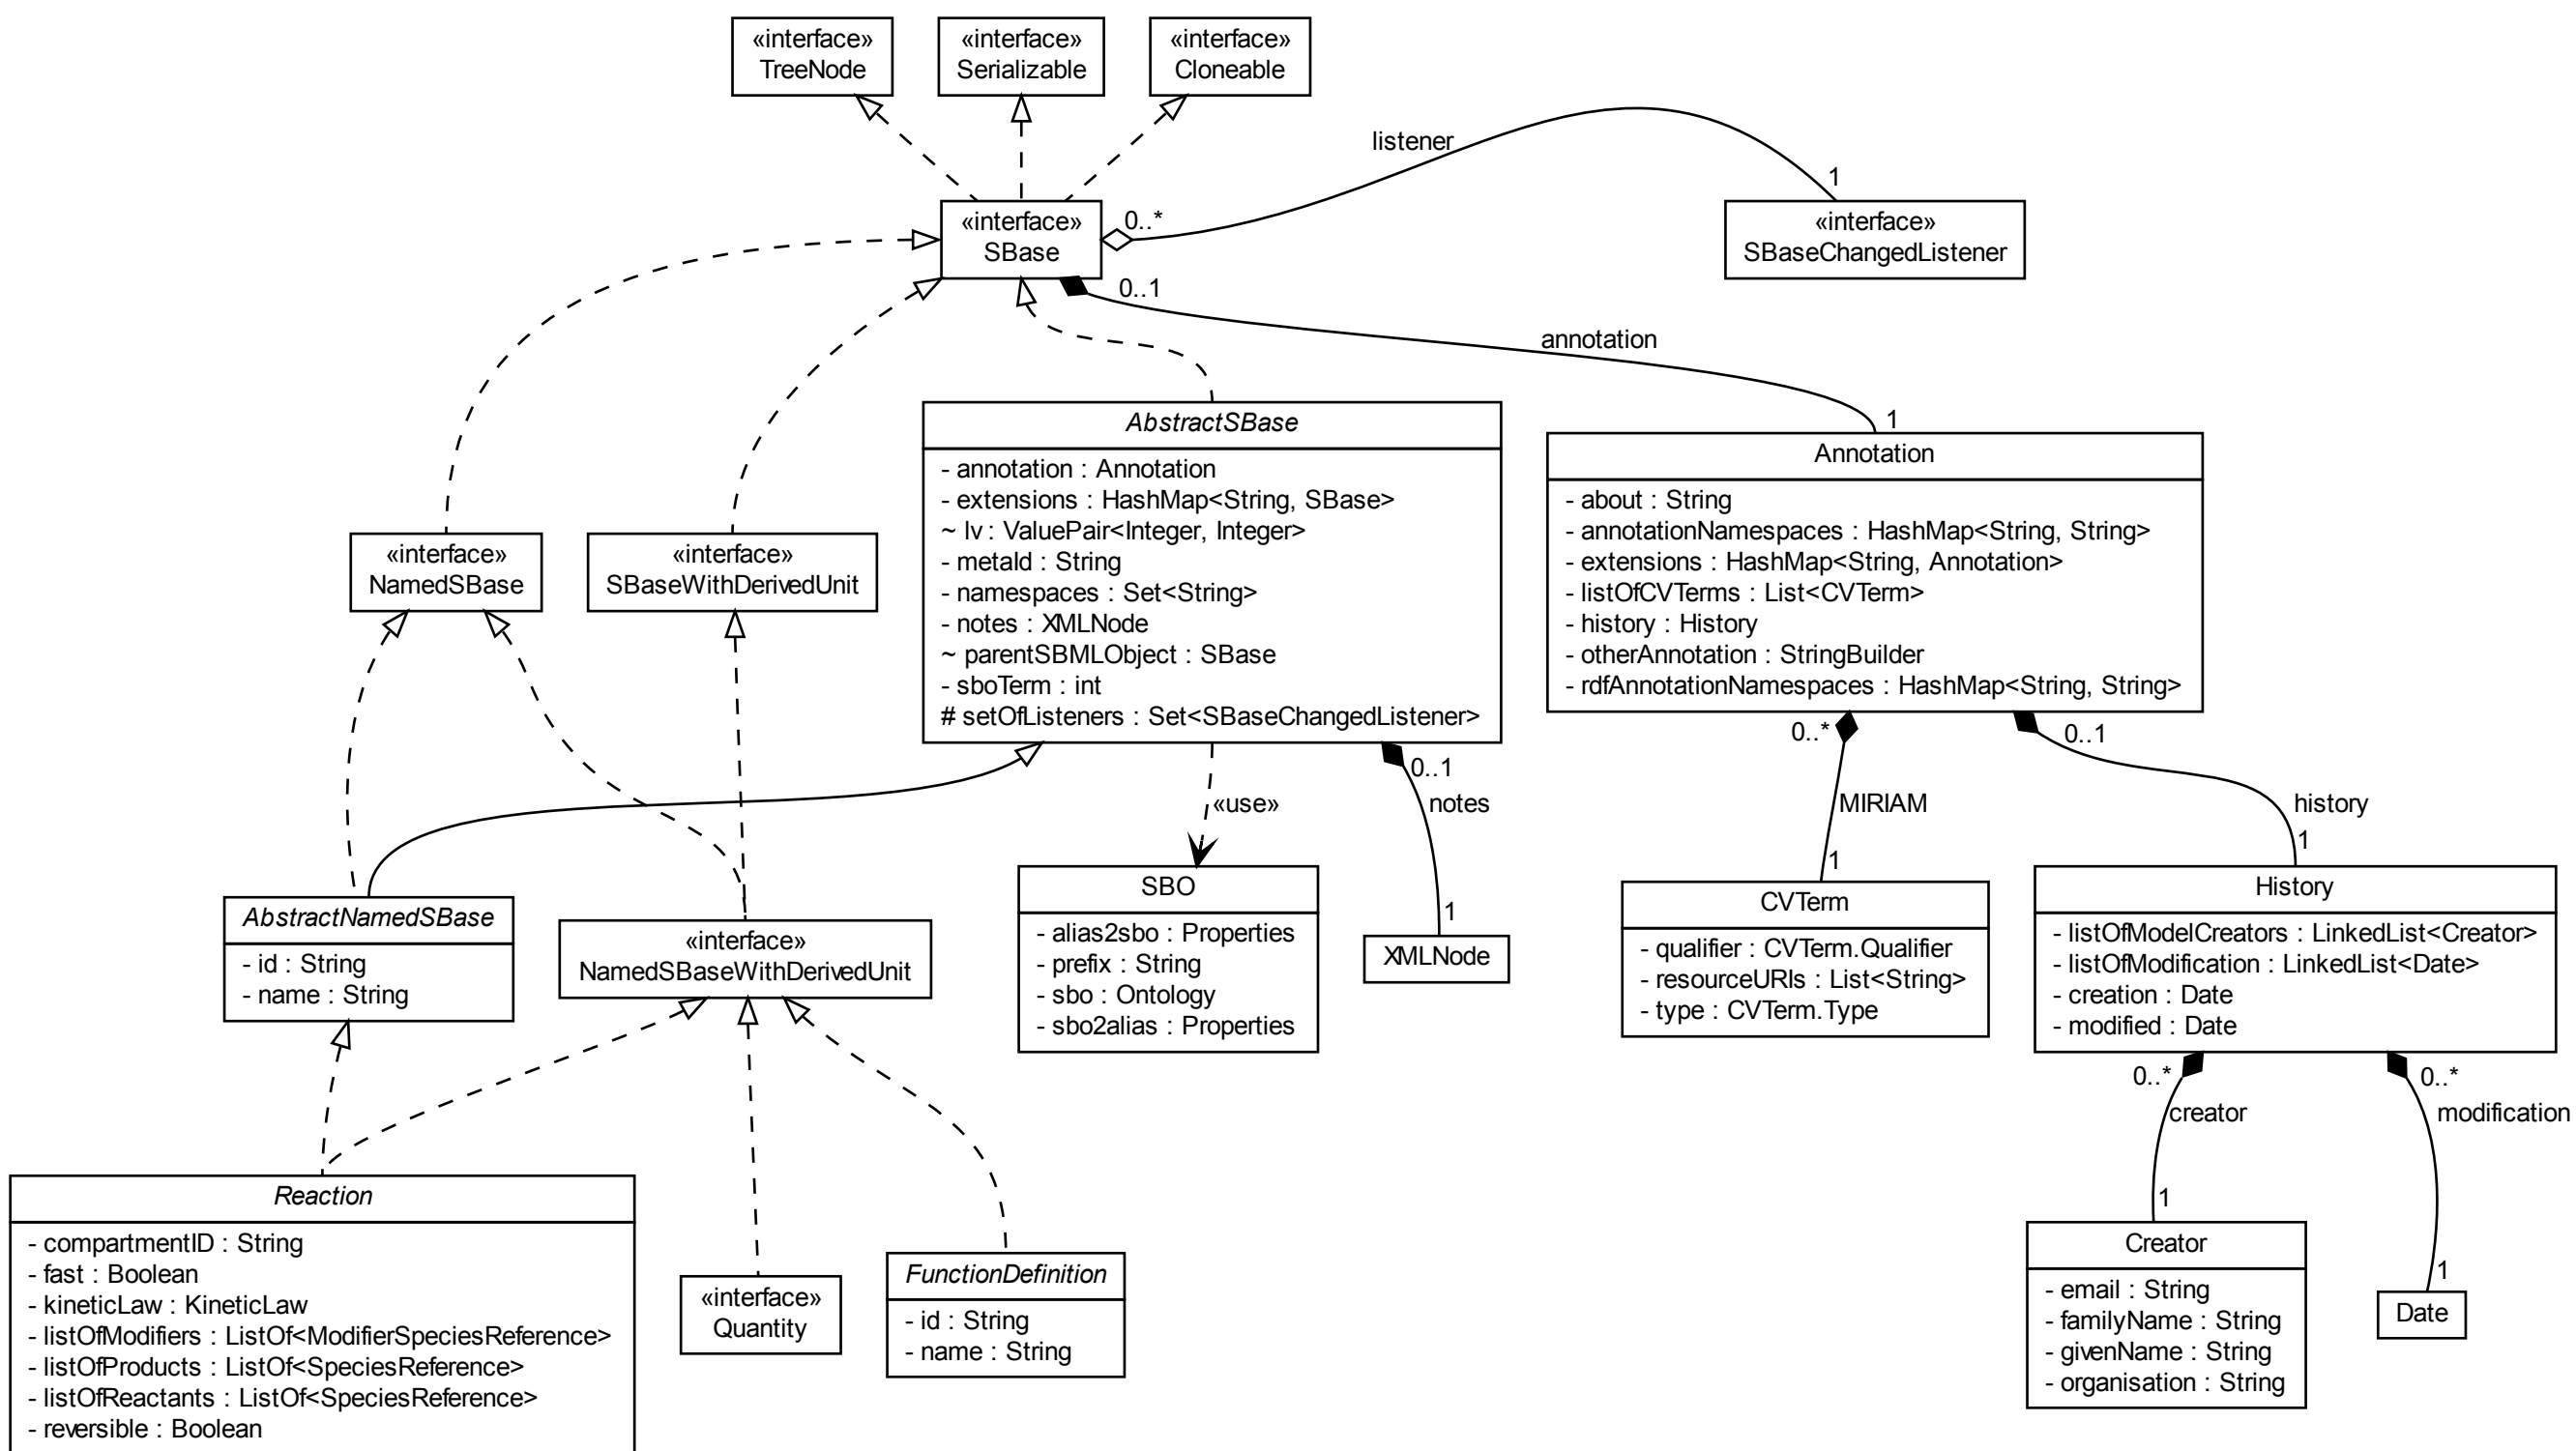 «interface»
TreeNode
«interface»
Serializable
«interface»
Cloneable
listener
1
«interface»
SBase
0..*
«interface»
SBaseChangedListener
0..1
annotation
1
AbstractSBase
- annotation : Annotation
- extensions : HashMap<String, SBase>
~ lv : ValuePair<Integer, Integer>
- metaId : String
- namespaces : Set<String>
- notes : XMLNode
~ parentSBMLObject : SBase
- sboTerm : int
# setOfListeners : Set<SBaseChangedListener>
Annotation
- about : String
- annotationNamespaces : HashMap<String, String>
- extensions : HashMap<String, Annotation>
- listOfCVTerms : List<CVTerm>
- history : History
- otherAnnotation : StringBuilder
- rdfAnnotationNamespaces : HashMap<String, String>
«interface»
NamedSBase
«interface»
SBaseWithDerivedUnit
0..1
«use»
notes
1
0..*
MIRIAM
1
0..1
history
1
AbstractNamedSBase
- id : String
- name : String
«interface»
NamedSBaseWithDerivedUnit
SBO
- alias2sbo : Properties
- prefix : String
- sbo : Ontology
- sbo2alias : Properties
XMLNode
CVTerm
- qualifier : CVTerm.Qualifier
- resourceURIs : List<String>
- type : CVTerm.Type
History
- listOfModelCreators : LinkedList<Creator>
- listOfModification : LinkedList<Date>
- creation : Date
- modified : Date
0..*
creator
1
0..*
modification
1
Reaction
- compartmentID : String
- fast : Boolean
- kineticLaw : KineticLaw
- listOfModifiers : ListOf<ModifierSpeciesReference>
- listOfProducts : ListOf<SpeciesReference>
- listOfReactants : ListOf<SpeciesReference>
- reversible : Boolean
«interface»
Quantity
FunctionDefinition
- id : String
- name : String
Creator
- email : String
- familyName : String
- givenName : String
- organisation : String
Date